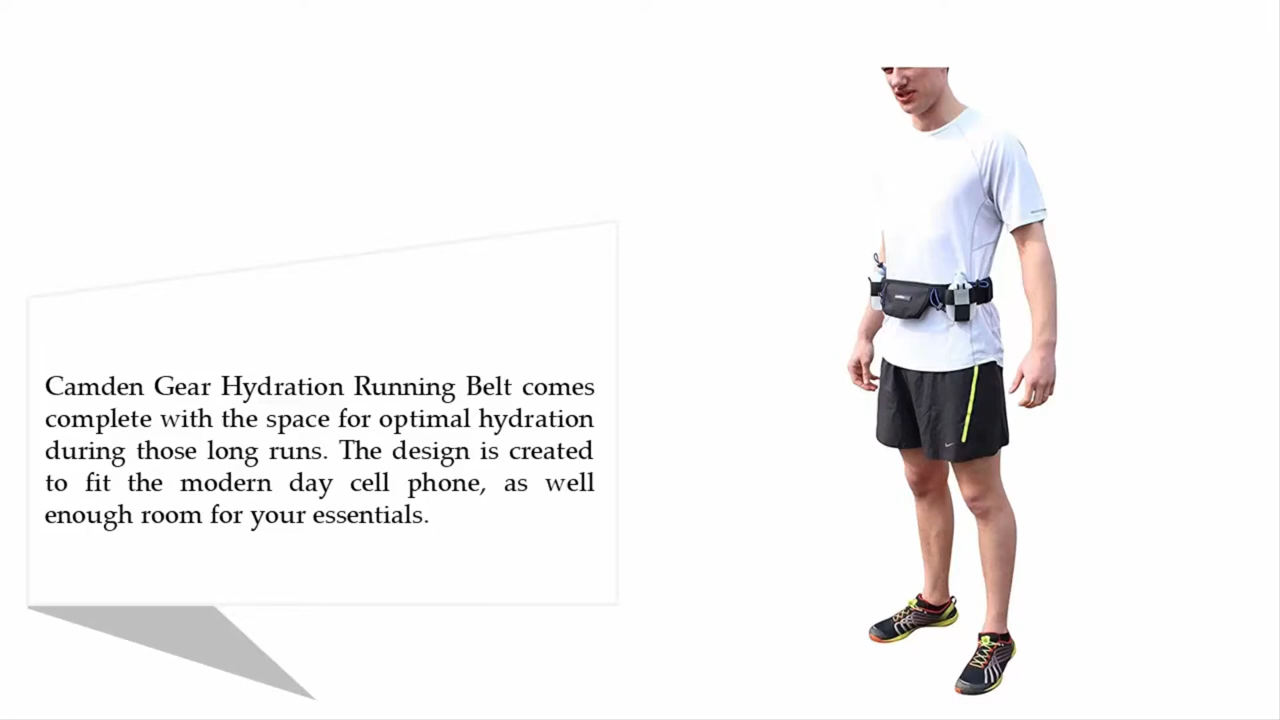 Camden Gear Hydration Running Belt comes
complete with the space for optimal hydration
during those long runs. The design is created
to fit the modern day cell phone, as well
enough room for your essentials.